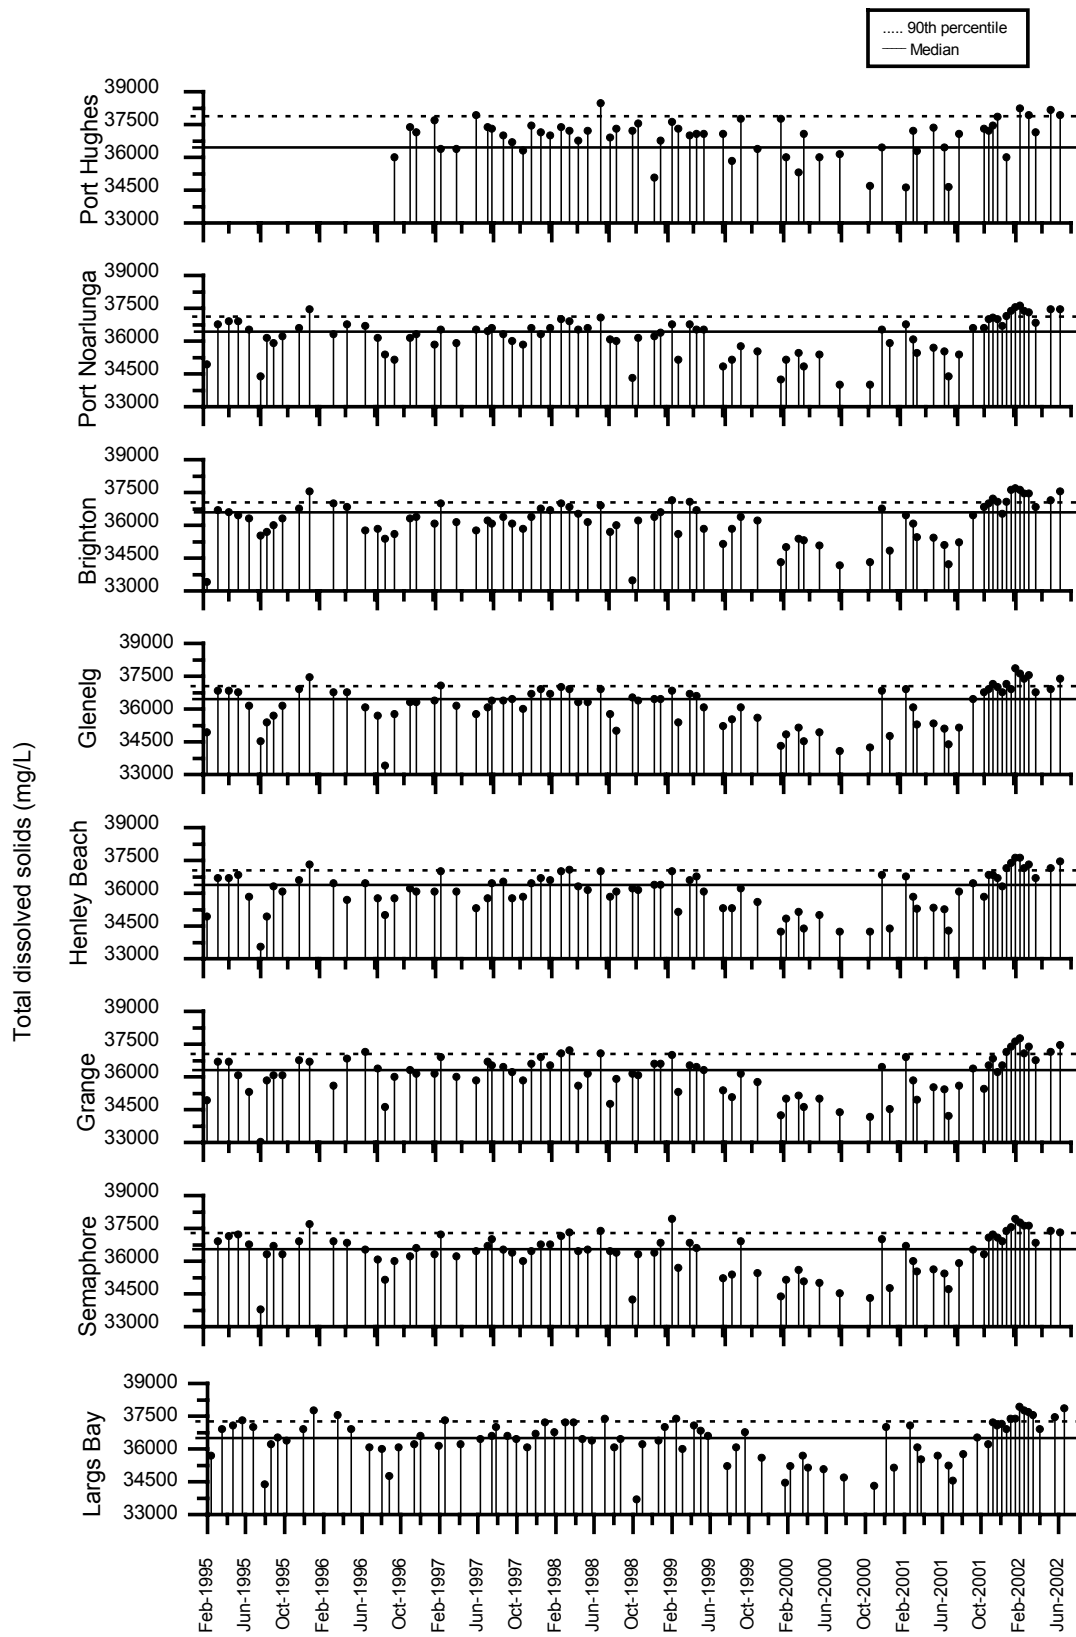 ..... 90th percentile
Median
Total dissolved solids (mg/L)
Port Hughes
39000
37500
36000
34500
33000
Port Noarlunga
39000
37500
36000
34500
33000
Brighton
39000
37500
36000
34500
33000
Glenelg
39000
37500
36000
34500
33000
Henley Beach
39000
37500
36000
34500
33000
Grange
39000
37500
36000
34500
33000
Semaphore
39000
37500
36000
34500
33000
Largs Bay
39000
37500
36000
34500
33000
Feb-1995
Jun-1995
Oct-1995
Feb-1996
Jun-1996
Oct-1996
Feb-1997
Jun-1997
Oct-1997
Feb-1998
Jun-1998
Oct-1998
Feb-1999
Jun-1999
Oct-1999
Feb-2000
Jun-2000
Oct-2000
Feb-2001
Jun-2001
Oct-2001
Feb-2002
Jun-2002